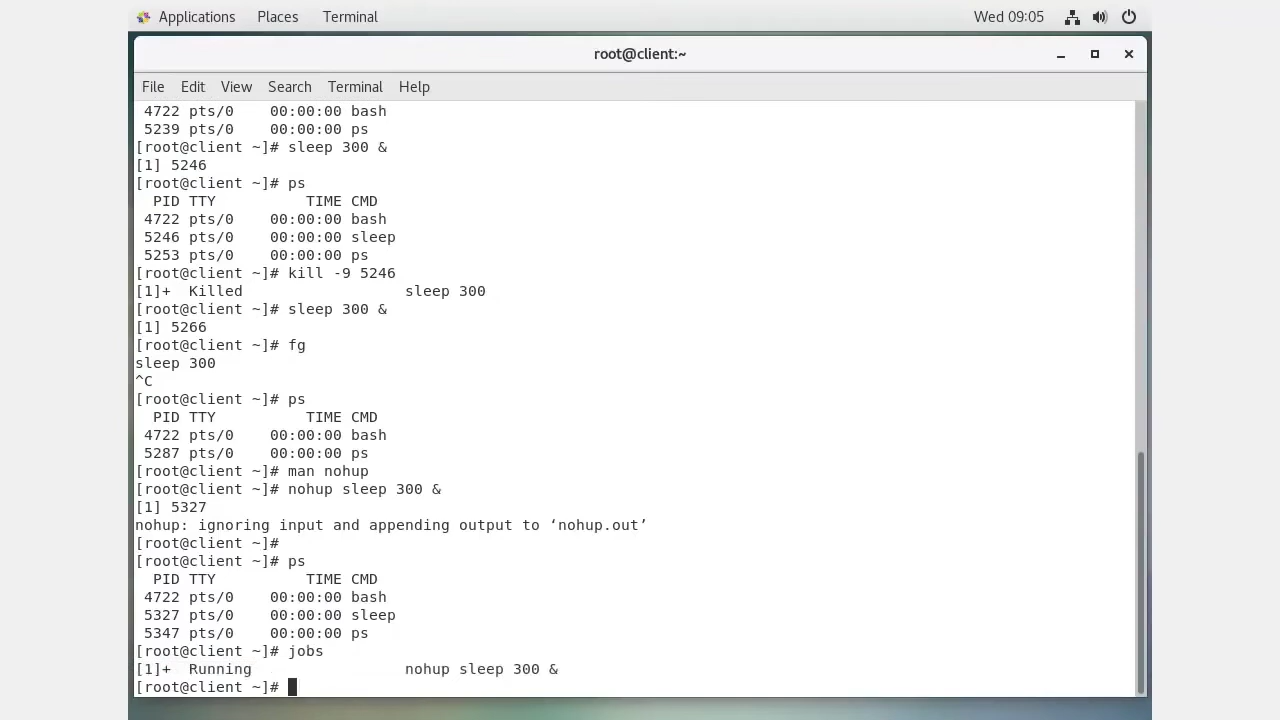 Applications Places Terminal Wed 09:05
root@client:~
File Edit View Search Terminal Help
 4722 pts/0    00:00:00 bash
 5239 pts/0    00:00:00 ps
[root@client ~]# sleep 300 &
[1] 5246
[root@client ~]# ps
  PID TTY          TIME CMD
 4722 pts/0    00:00:00 bash
 5246 pts/0    00:00:00 sleep
 5253 pts/0    00:00:00 ps
[root@client ~]# kill -9 5246
[1]+  Killed                  sleep 300
[root@client ~]# sleep 300 &
[1] 5266
[root@client ~]# fg
sleep 300
^C
[root@client ~]# ps
  PID TTY          TIME CMD
 4722 pts/0    00:00:00 bash
 5287 pts/0    00:00:00 ps
[root@client ~]# man nohup
[root@client ~]# nohup sleep 300 &
[1] 5327
nohup: ignoring input and appending output to ‘nohup.out’
[root@client ~]#
[root@client ~]# ps
  PID TTY          TIME CMD
 4722 pts/0    00:00:00 bash
 5327 pts/0    00:00:00 sleep
 5347 pts/0    00:00:00 ps
[root@client ~]# jobs
[1]+  Running                 nohup sleep 300 &
[root@client ~]#